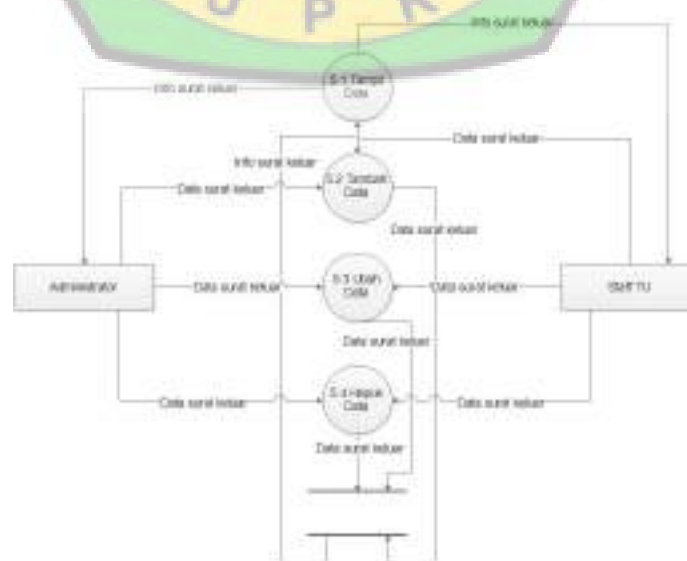 U P R
Info surat keluar
5.1 Tampil
Data
Info surat keluar
Data surat keluar
Info surat keluar
5.2 Tambah
Data
Data surat keluar
Data surat keluar
Administrator
Data surat keluar
5.3 Ubah
Data
Data surat keluar
Staff TU
Data surat keluar
5.4 Hapus
Data
Data surat keluar
Data surat keluar
Data surat keluar